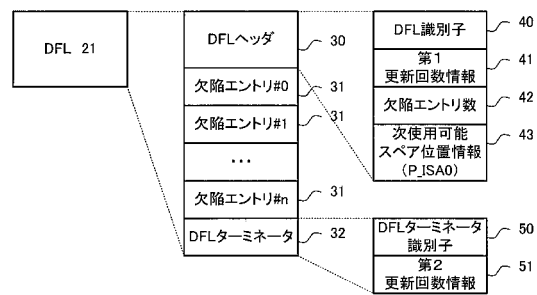 DFL 21
DFLヘッダ
30
欠陥エントリ#0
31
欠陥エントリ#1
31
...
欠陥エントリ#n
31
DFLターミネータ
32
DFL識別子
40
第1
更新回数情報
41
欠陥エントリ数
42
次使用可能
スペア位置情報
(P_ISA0)
43
DFLターミネータ
識別子
50
第2
更新回数情報
51